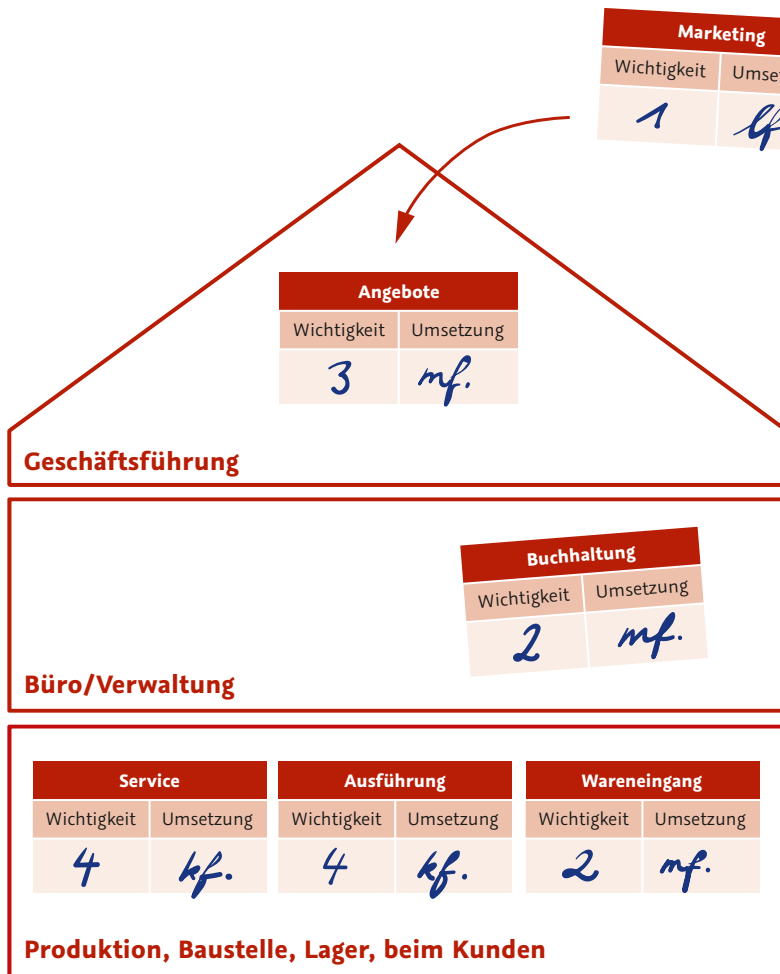 Marketing
Wichtigkeit
1 lf
Angebote
Wichtigkeit Umsetzung
3 mf.
Geschäftsführung
Buchhaltung
Wichtigkeit Umsetzung
2 mf.
Büro/Verwaltung
Service Ausführung Wareneingang
Wichtigkeit Umsetzung Wichtigkeit Umsetzung Wichtigkeit Umsetzung
4 kf. 4 kf. 2 mf.
Produktion, Baustelle, Lager, beim Kunden